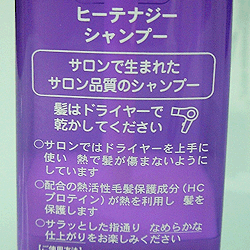 ヒーテナジー
シャンプー
サロンで生まれた
サロン品質のシャンプー
髪はドライヤーで
乾かしてください
○サロンではドライヤーを上手に
使い 熱で髪が傷まないように
しています
○配合の熱活性毛髪保護成分(HC
プロテイン)が熱を利用し 髪を
保護します
○サラッとした指通り なめらかな
仕上がりをお楽しみください
【ご使用方法】